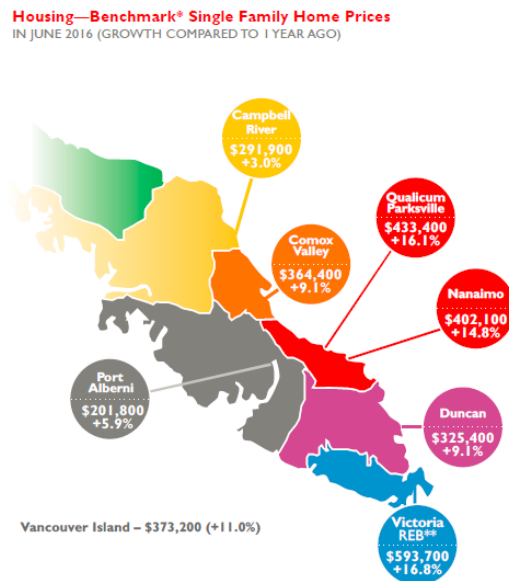 Housing—Benchmark* Single Family Home Prices
IN JUNE 2016 (GROWTH COMPARED TO 1 YEAR AGO)
Campbell
River
$291,900
+3.0%
Qualicum
Parksville
$433,400
+16.1%
Comox
Valley
$364,400
+9.1%
Nanaimo
$402,100
+14.8%
Port
Alberni
$201,800
+5.9%
Duncan
$325,400
+9.1%
Vancouver Island – $373,200 (+11.0%)
Victoria
REB**
$593,700
+16.8%